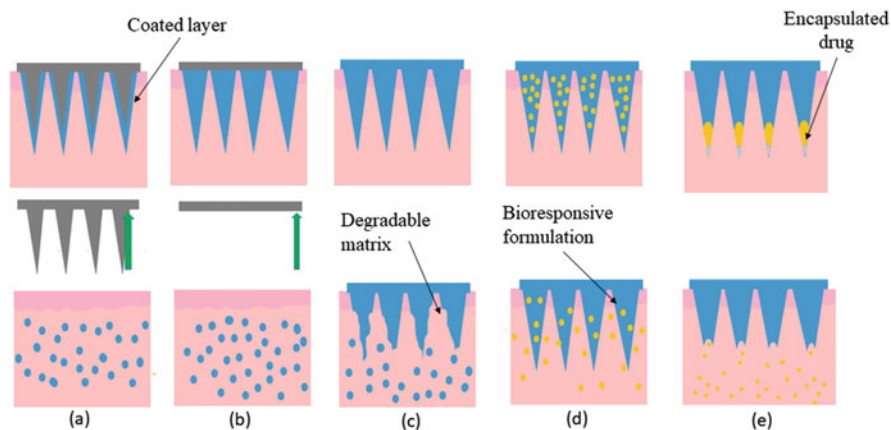 Coated layer
Encapsulated
drug
Degradable
matrix
Bioresponsive
formulation
(a)
(b)
(c)
(d)
(e)